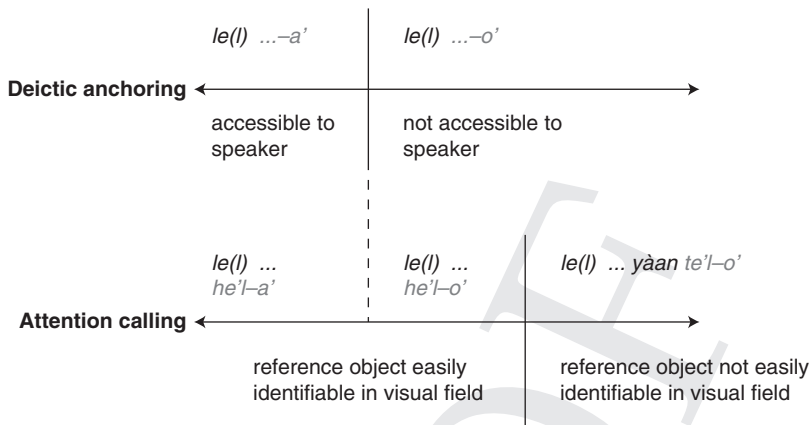 le(l) ...–a’ le(l) ...–o’
Deictic anchoring
accessible to not accessible to
speaker speaker
le(l) ... le(l) ... le(l) ... yàan te’l–o’
he’l–a’ he’l–o’
Attention calling
reference object easily reference object not easily
identifiable in visual field identifiable in visual field